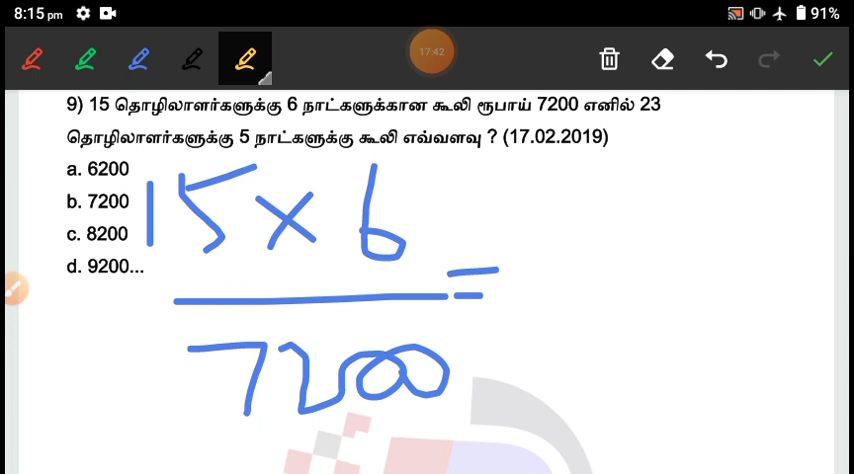 8:15 pm
91%
17:42
9) 15 தொழிலாளர்களுக்கு 6 நாட்களுக்கான கூலி ரூபாய் 7200 எனில் 23
தொழிலாளர்களுக்கு 5 நாட்களுக்கு கூலி எவ்வளவு ? (17.02.2019)
a. 6200
b. 7200
c. 8200
d. 9200...
15 × 6 =
7200